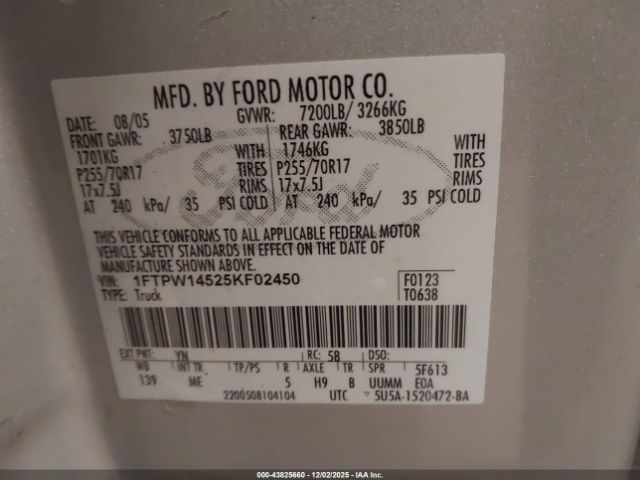 MFD. BY FORD MOTOR CO.
DATE: 08/05 GVWR: 7200LB/ 3266KG
FRONT GAWR: 3750LB REAR GAWR: 3850LB
1701KG WITH 1746KG WITH
P255/70R17 TIRES P255/70R17 TIRES
17x7.5J RIMS 17x7.5J RIMS
AT 240 kPa/ 35 PSI COLD AT 240 kPa/ 35 PSI COLD
THIS VEHICLE CONFORMS TO ALL APPLICABLE FEDERAL MOTOR
VEHICLE SAFETY STANDARDS IN EFFECT ON THE DATE OF
MANUFACTURE SHOWN ABOVE.
VIN: 1FTPW14525KF02450 F0123
TYPE: Truck T0638
EXT PNT: YN RC: 58 DSO:
WB INT TR TP/PS R AXLE TR SPR 5F613
139 ME 5 H9 B UUMM E0A
2200508104104 UTC 5U5A-1520472-BA
Ford
000-43825660 - 12/02/2025 - IAA Inc.